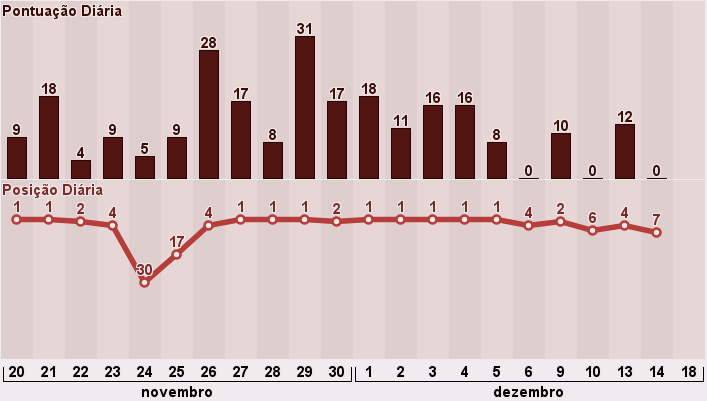 Pontuação Diária
9 18 4 9 5 9 28 17 8 31 17 18 11 16 16 8 0 10 0 12 0
Posição Diária
1 1 2 4 30 17 4 1 1 1 2 1 1 1 1 1 4 2 6 4 7
20 21 22 23 24 25 26 27 28 29 30 1 2 3 4 5 6 9 10 13 14 18
novembro dezembro